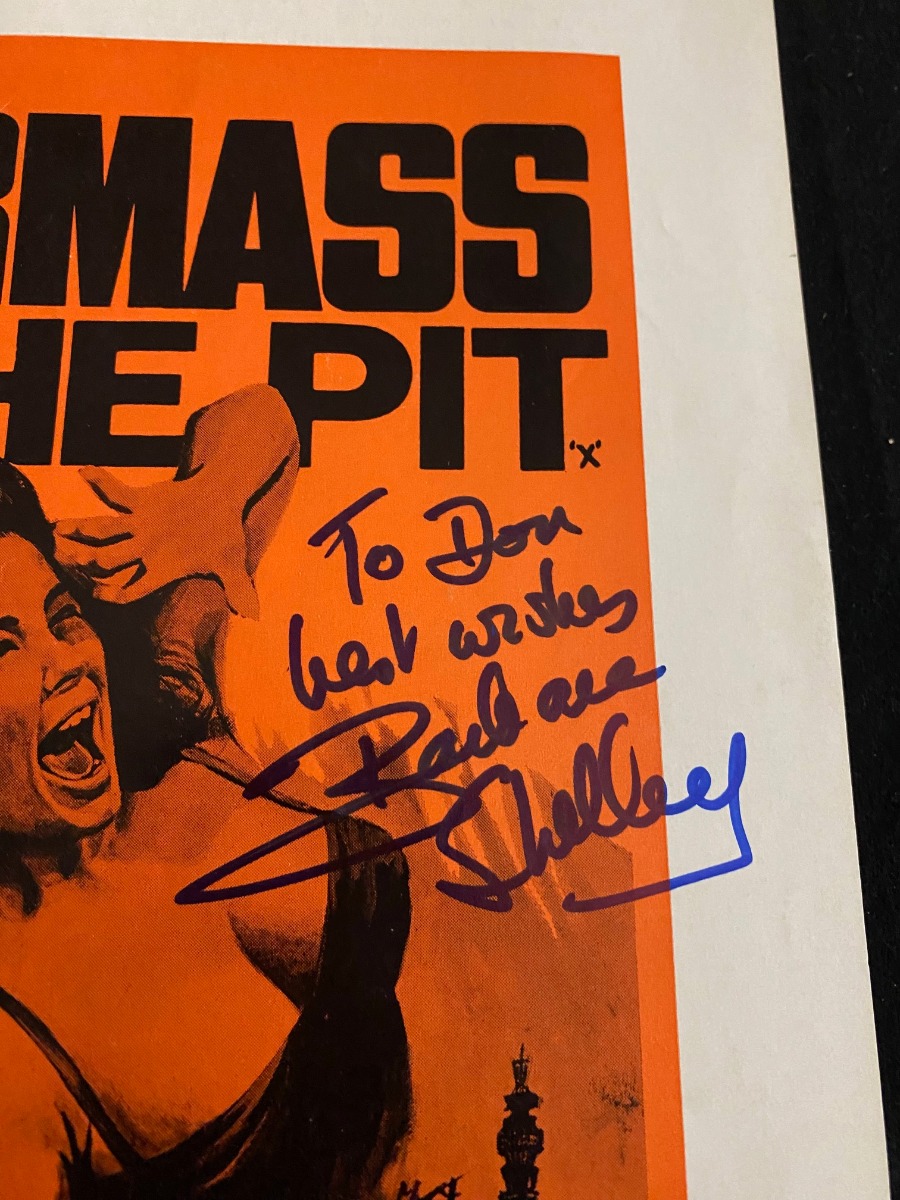 RMASS
HE PIT
'X'
To Don
best wishes
Barbara
Shelley